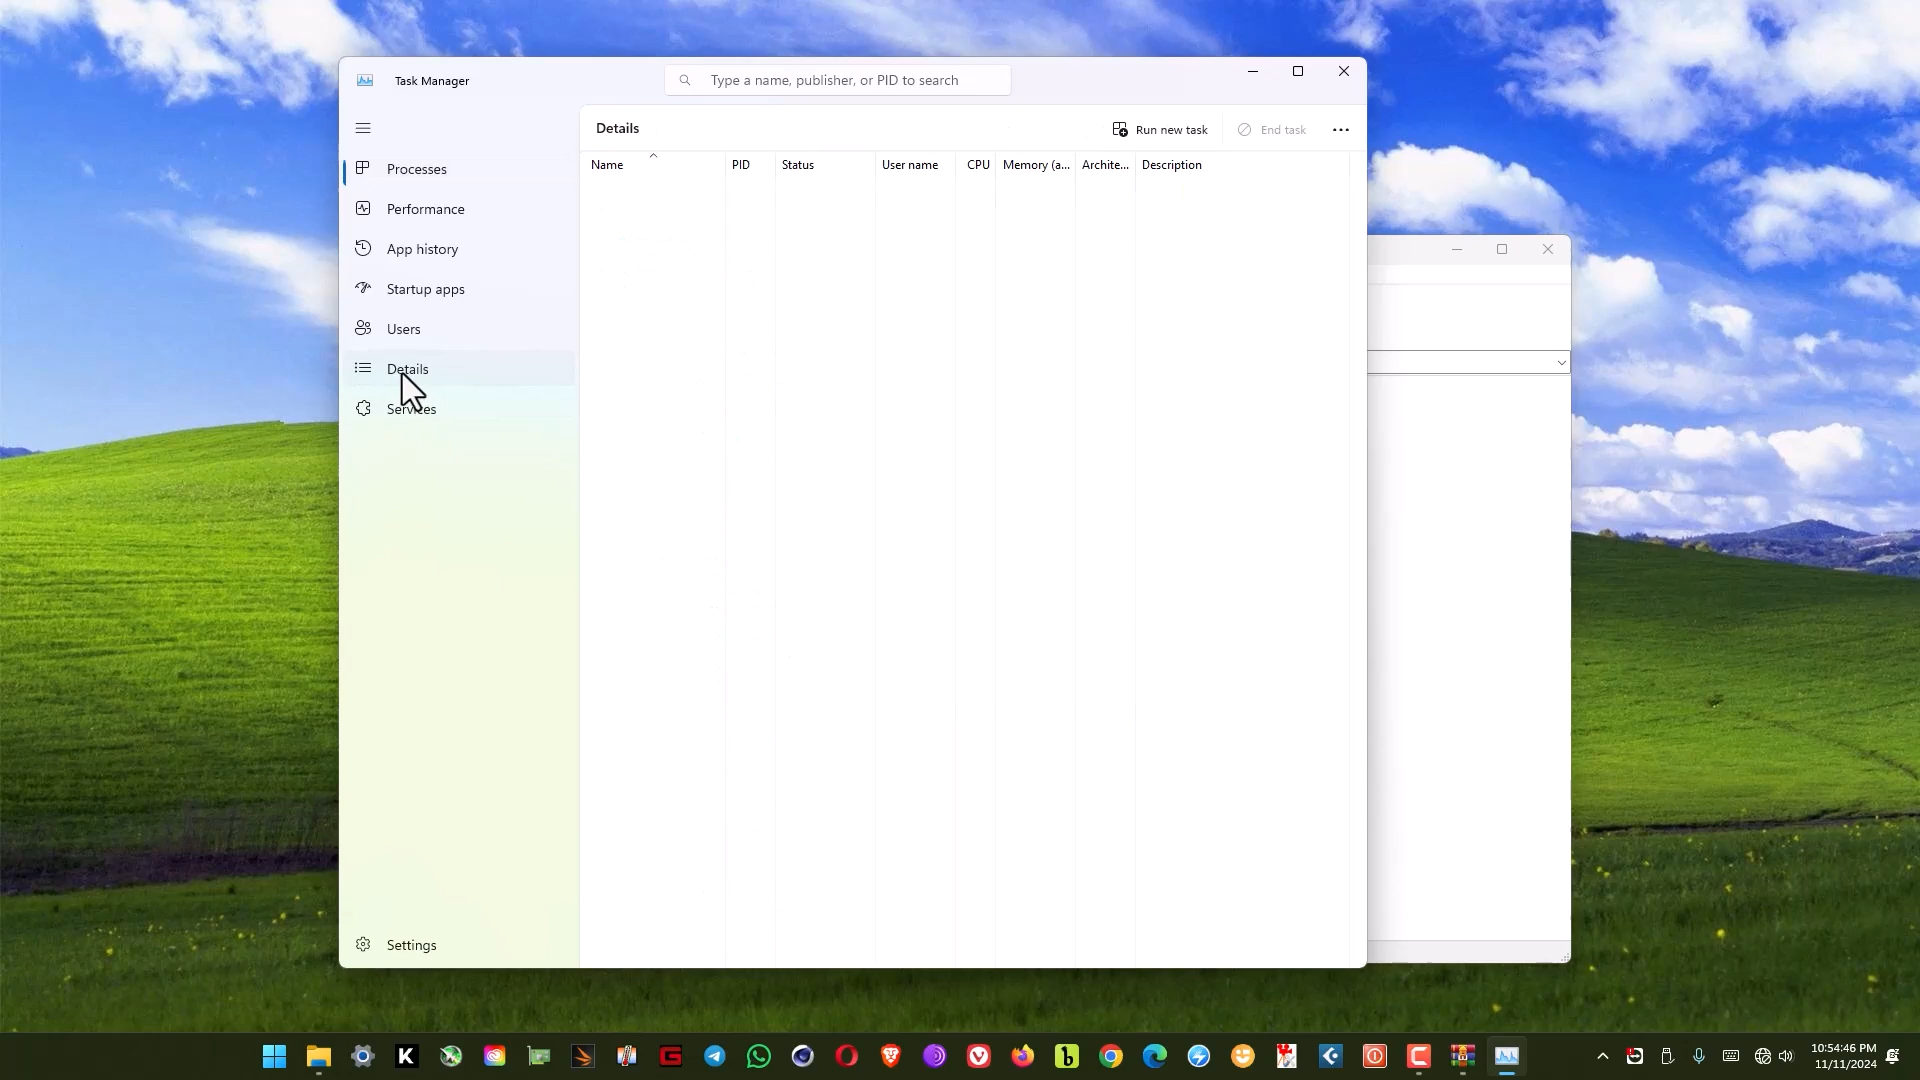 Task Manager
Type a name, publisher, or PID to search
Details
Run new task
End task
Name
PID
Status
User name
CPU
Memory (a...
Archite...
Description
Processes
Performance
App history
Startup apps
Users
Details
Services
Settings
10:54:46 PM
11/11/2024